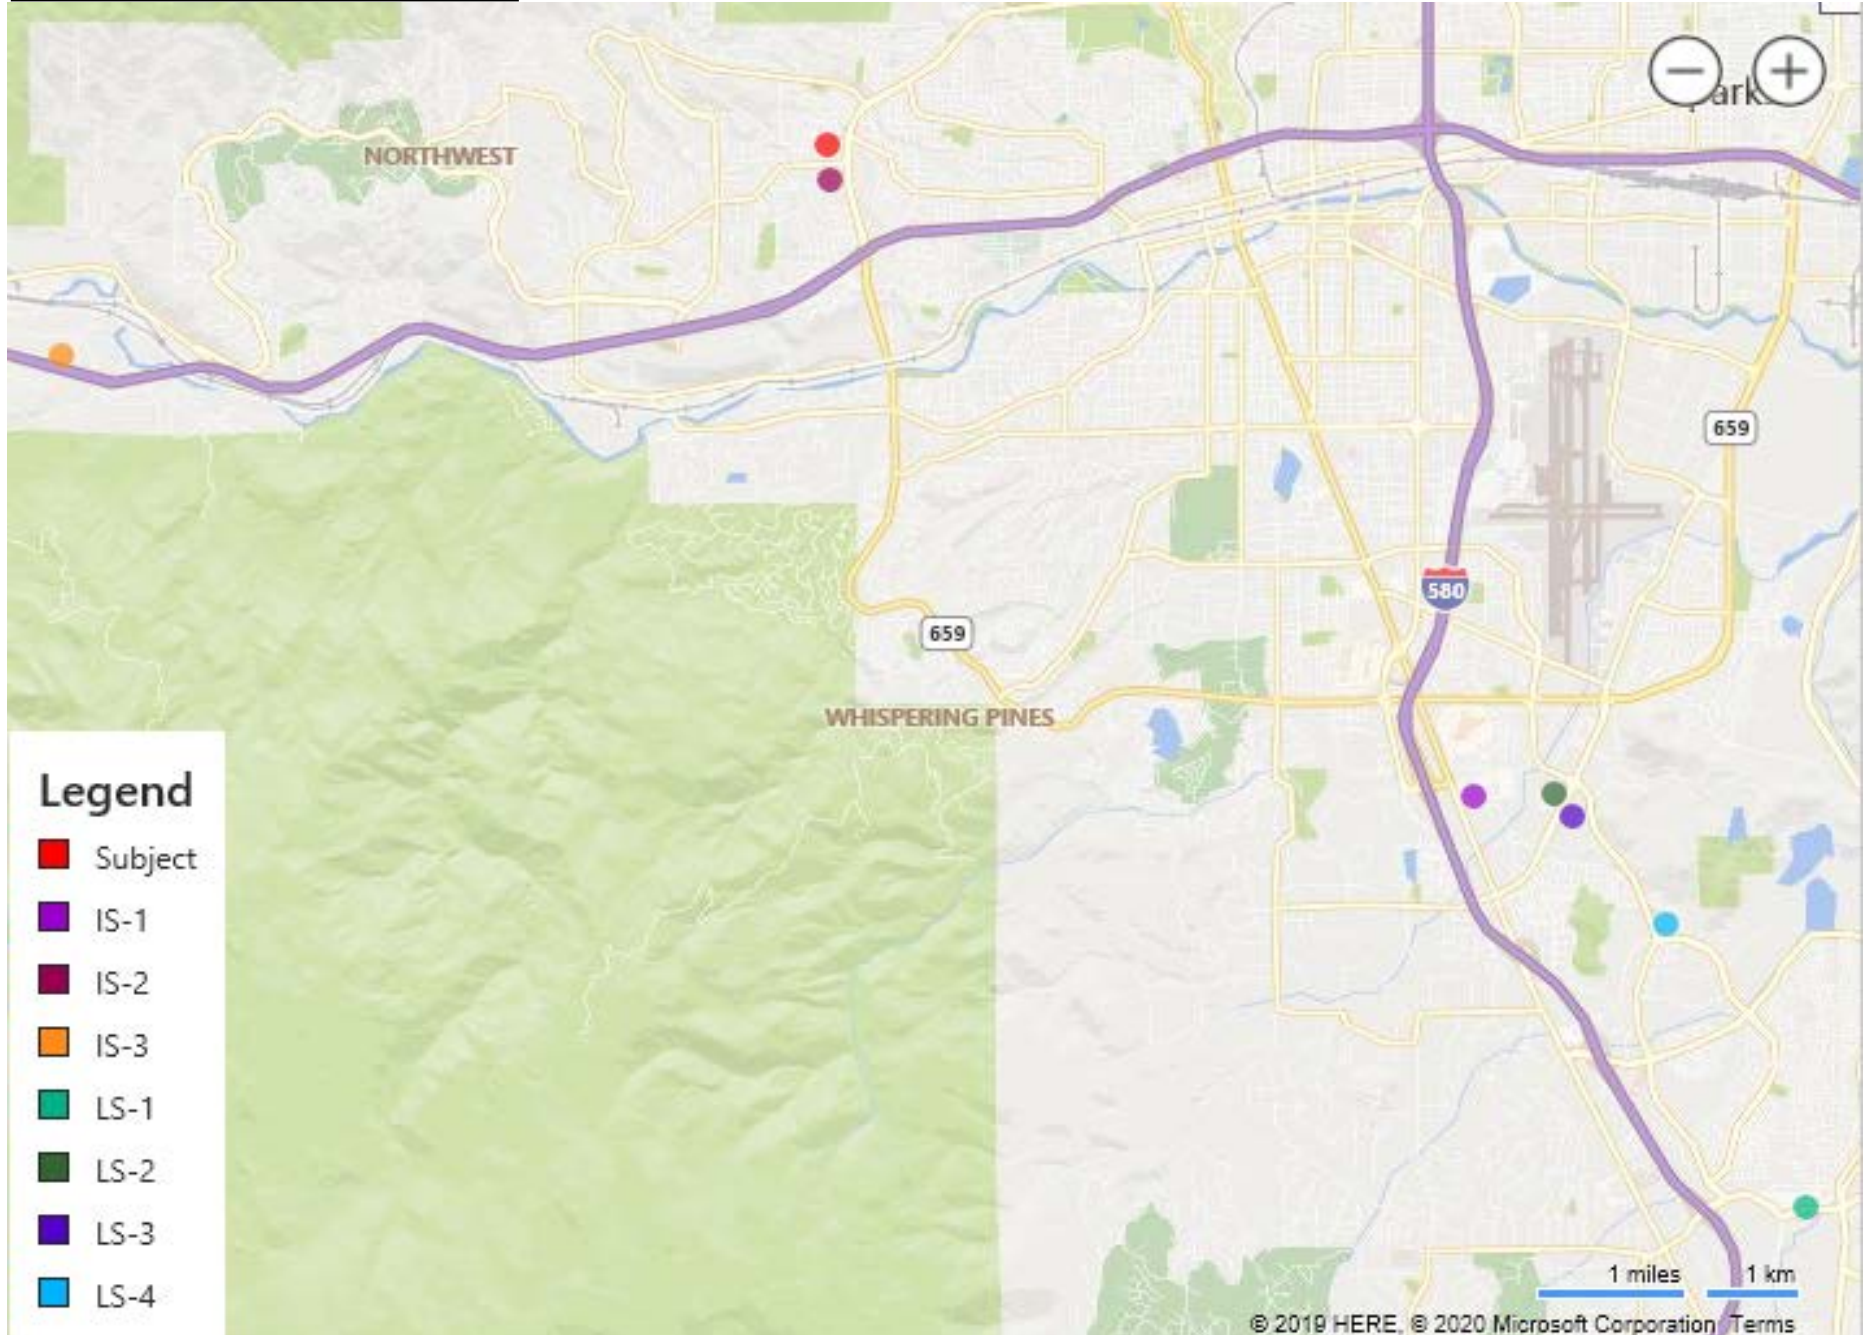 arks
NORTHWEST
659
580
659
WHISPERING PINES
Legend
Subject
IS-1
IS-2
IS-3
LS-1
LS-2
LS-3
LS-4
1 miles
1 km
© 2019 HERE, © 2020 Microsoft Corporation Terms